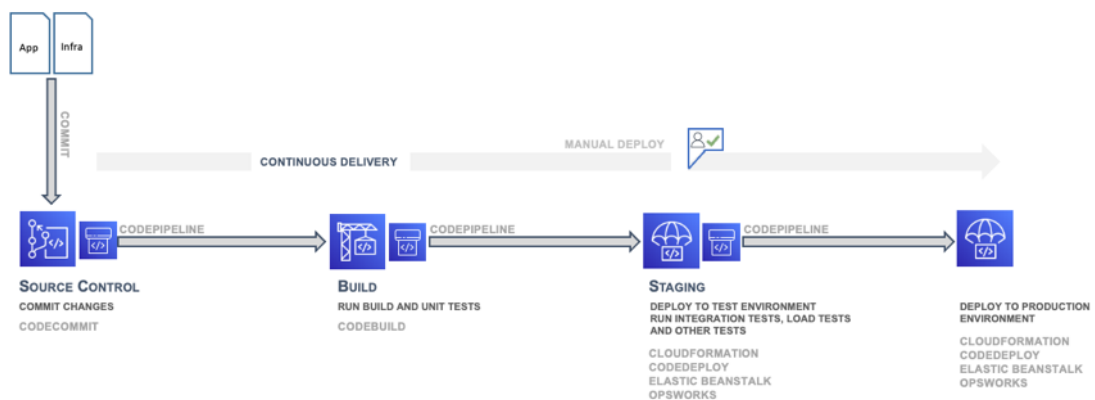 App
Infra
COMMIT
MANUAL DEPLOY
CONTINUOUS DELIVERY
CODEPIPELINE
CODEPIPELINE
CODEPIPELINE
SOURCE CONTROL
COMMIT CHANGES
CODECOMMIT
BUILD
RUN BUILD AND UNIT TESTS
CODEBUILD
STAGING
DEPLOY TO TEST ENVIRONMENT
RUN INTEGRATION TESTS, LOAD TESTS
AND OTHER TESTS
CLOUDFORMATION
CODEDEPLOY
ELASTIC BEANSTALK
OPSWORKS
DEPLOY TO PRODUCTION
ENVIRONMENT
CLOUDFORMATION
CODEDEPLOY
ELASTIC BEANSTALK
OPSWORKS